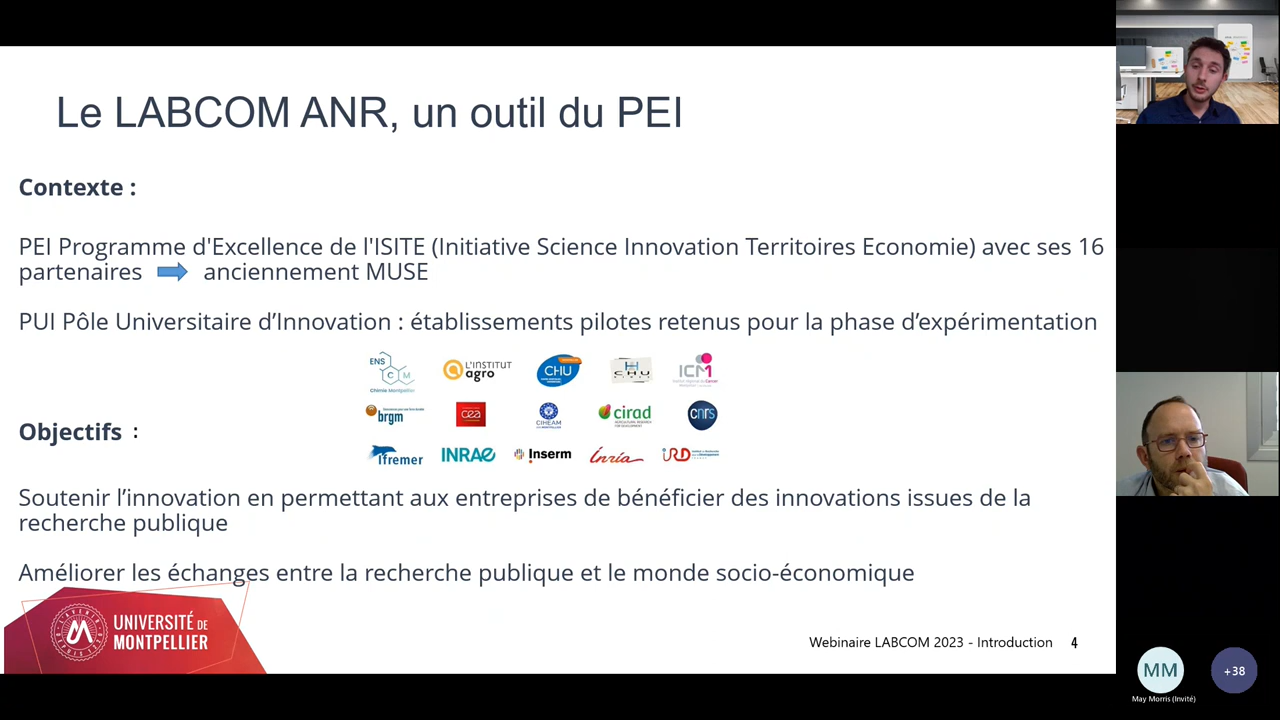 Le LABCOM ANR, un outil du PEI
Contexte :
PEI Programme d'Excellence de l'ISITE (Initiative Science Innovation Territoires Economie) avec ses 16
partenaires anciennement MUSE
PUI Pôle Universitaire d’Innovation : établissements pilotes retenus pour la phase d’expérimentation
ENS
C M
Chimie Montpellier
L'INSTITUT
agro
CHU
CHU
ICM
brgm
cea
CIHEAM
cirad
cnrs
Ifremer
INRAE
Inserm
Inria
IRD
Objectifs :
Soutenir l’innovation en permettant aux entreprises de bénéficier des innovations issues de la
recherche publique
Améliorer les échanges entre la recherche publique et le monde socio-économique
UNIVERSITÉ DE
MONTPELLIER
Webinaire LABCOM 2023 - Introduction 4
MM
+38
May Morris (Invité)